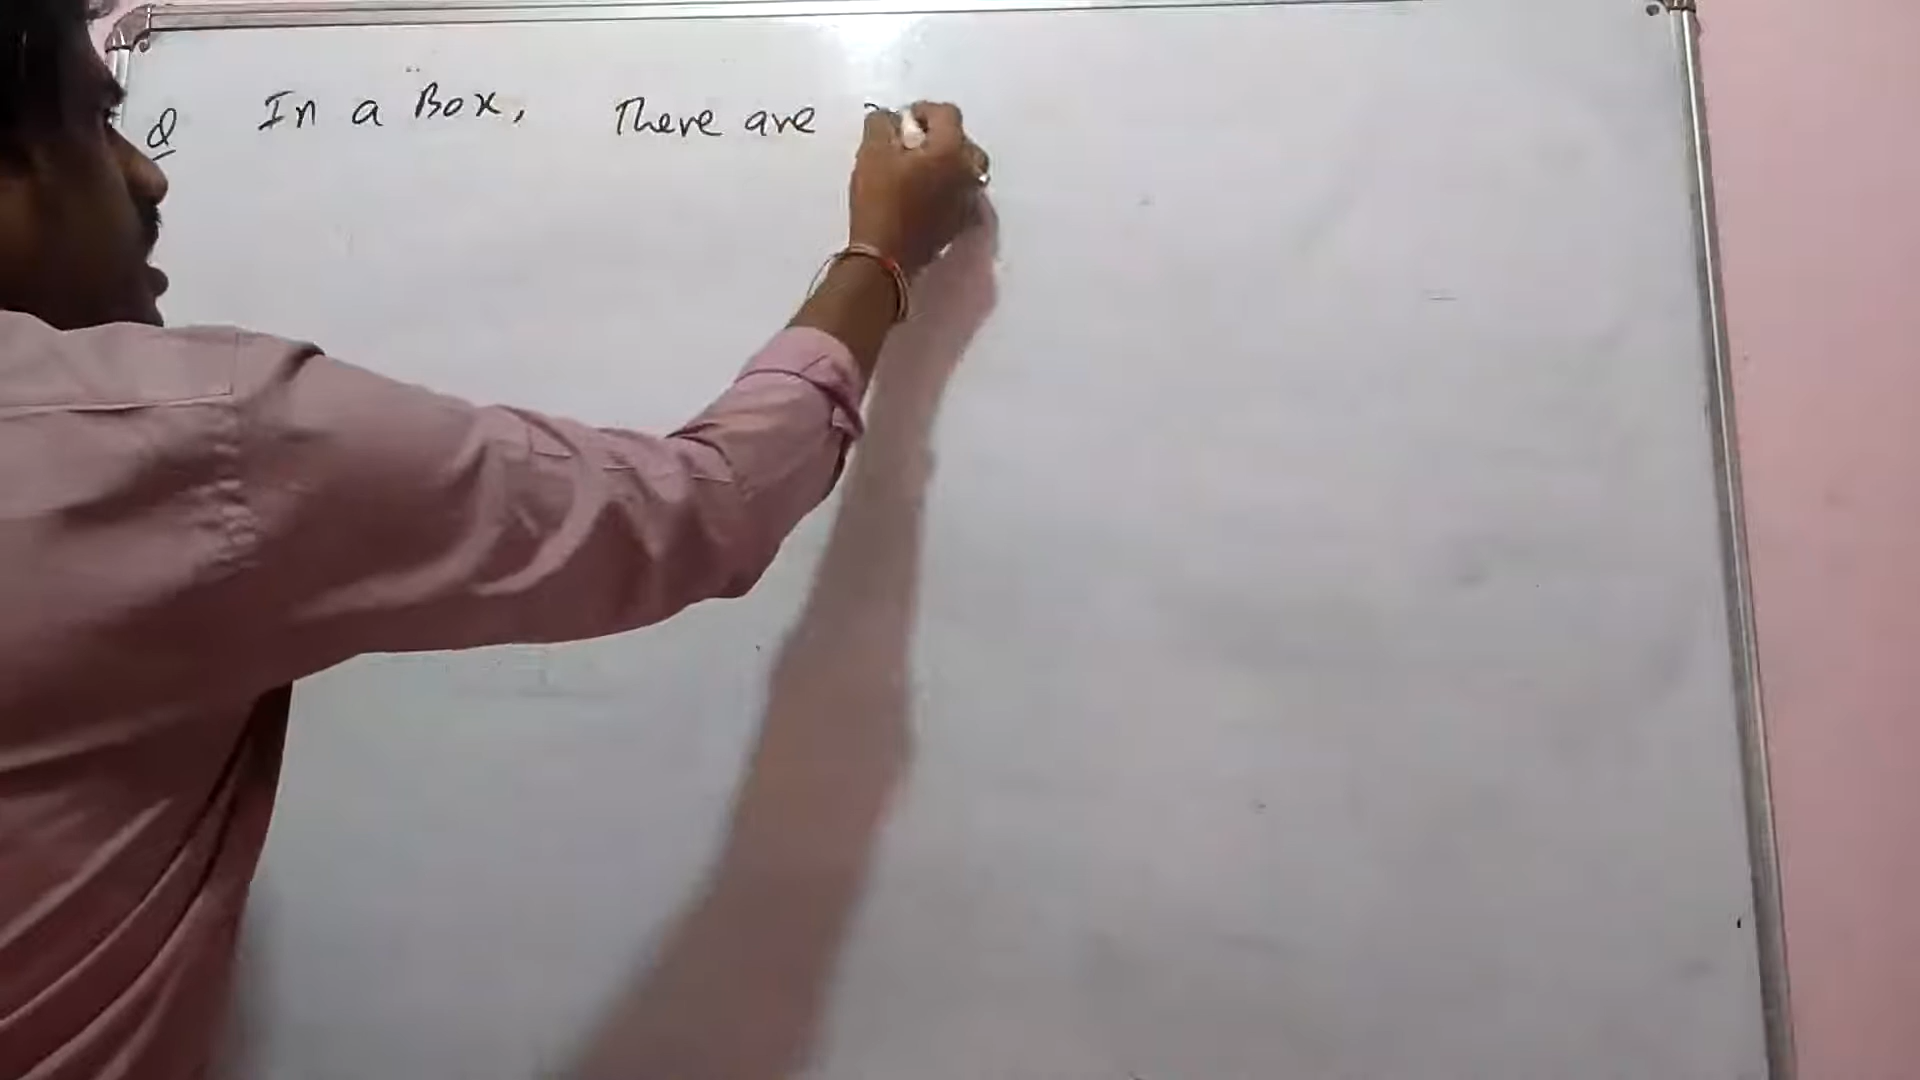 Q In a Box, There are